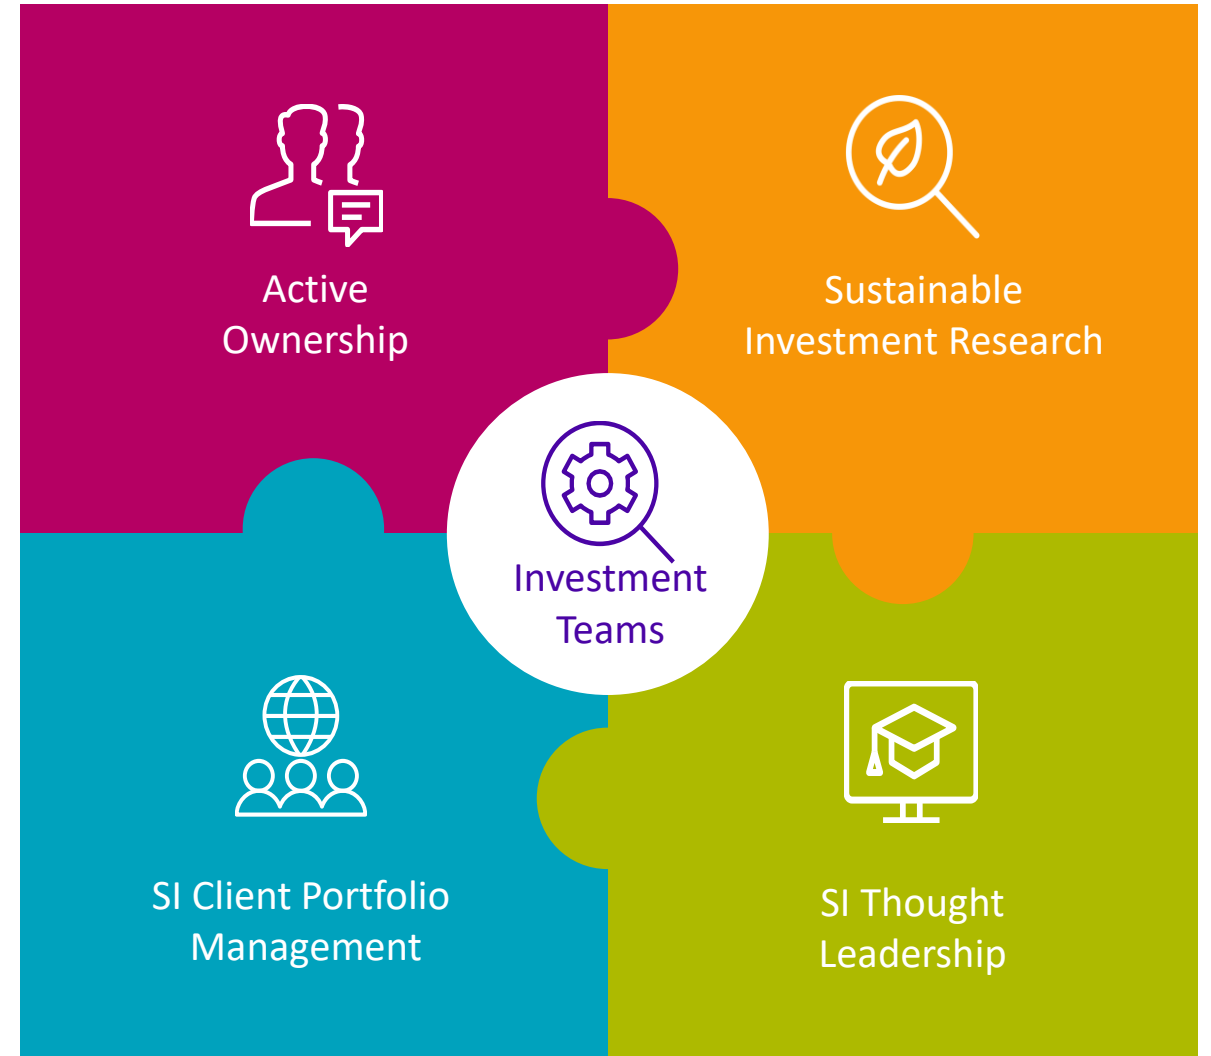 Active
Ownership
Sustainable
Investment Research
Investment
Teams
SI Client Portfolio
Management
SI Thought
Leadership